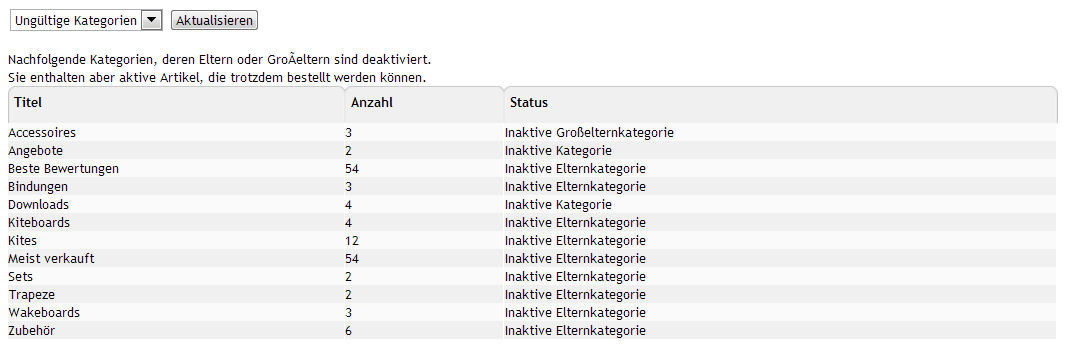 Ungültige Kategorien Aktualisieren
Nachfolgende Kategorien, deren Eltern oder GroÃeltern sind deaktiviert.
Sie enthalten aber aktive Artikel, die trotzdem bestellt werden können.
Titel Anzahl Status
Accessoires 3 Inaktive Großelternkategorie
Angebote 2 Inaktive Kategorie
Beste Bewertungen 54 Inaktive Elternkategorie
Bindungen 3 Inaktive Elternkategorie
Downloads 4 Inaktive Kategorie
Kiteboards 4 Inaktive Elternkategorie
Kites 12 Inaktive Elternkategorie
Meist verkauft 54 Inaktive Elternkategorie
Sets 2 Inaktive Elternkategorie
Trapeze 2 Inaktive Elternkategorie
Wakeboards 3 Inaktive Elternkategorie
Zubehör 6 Inaktive Elternkategorie